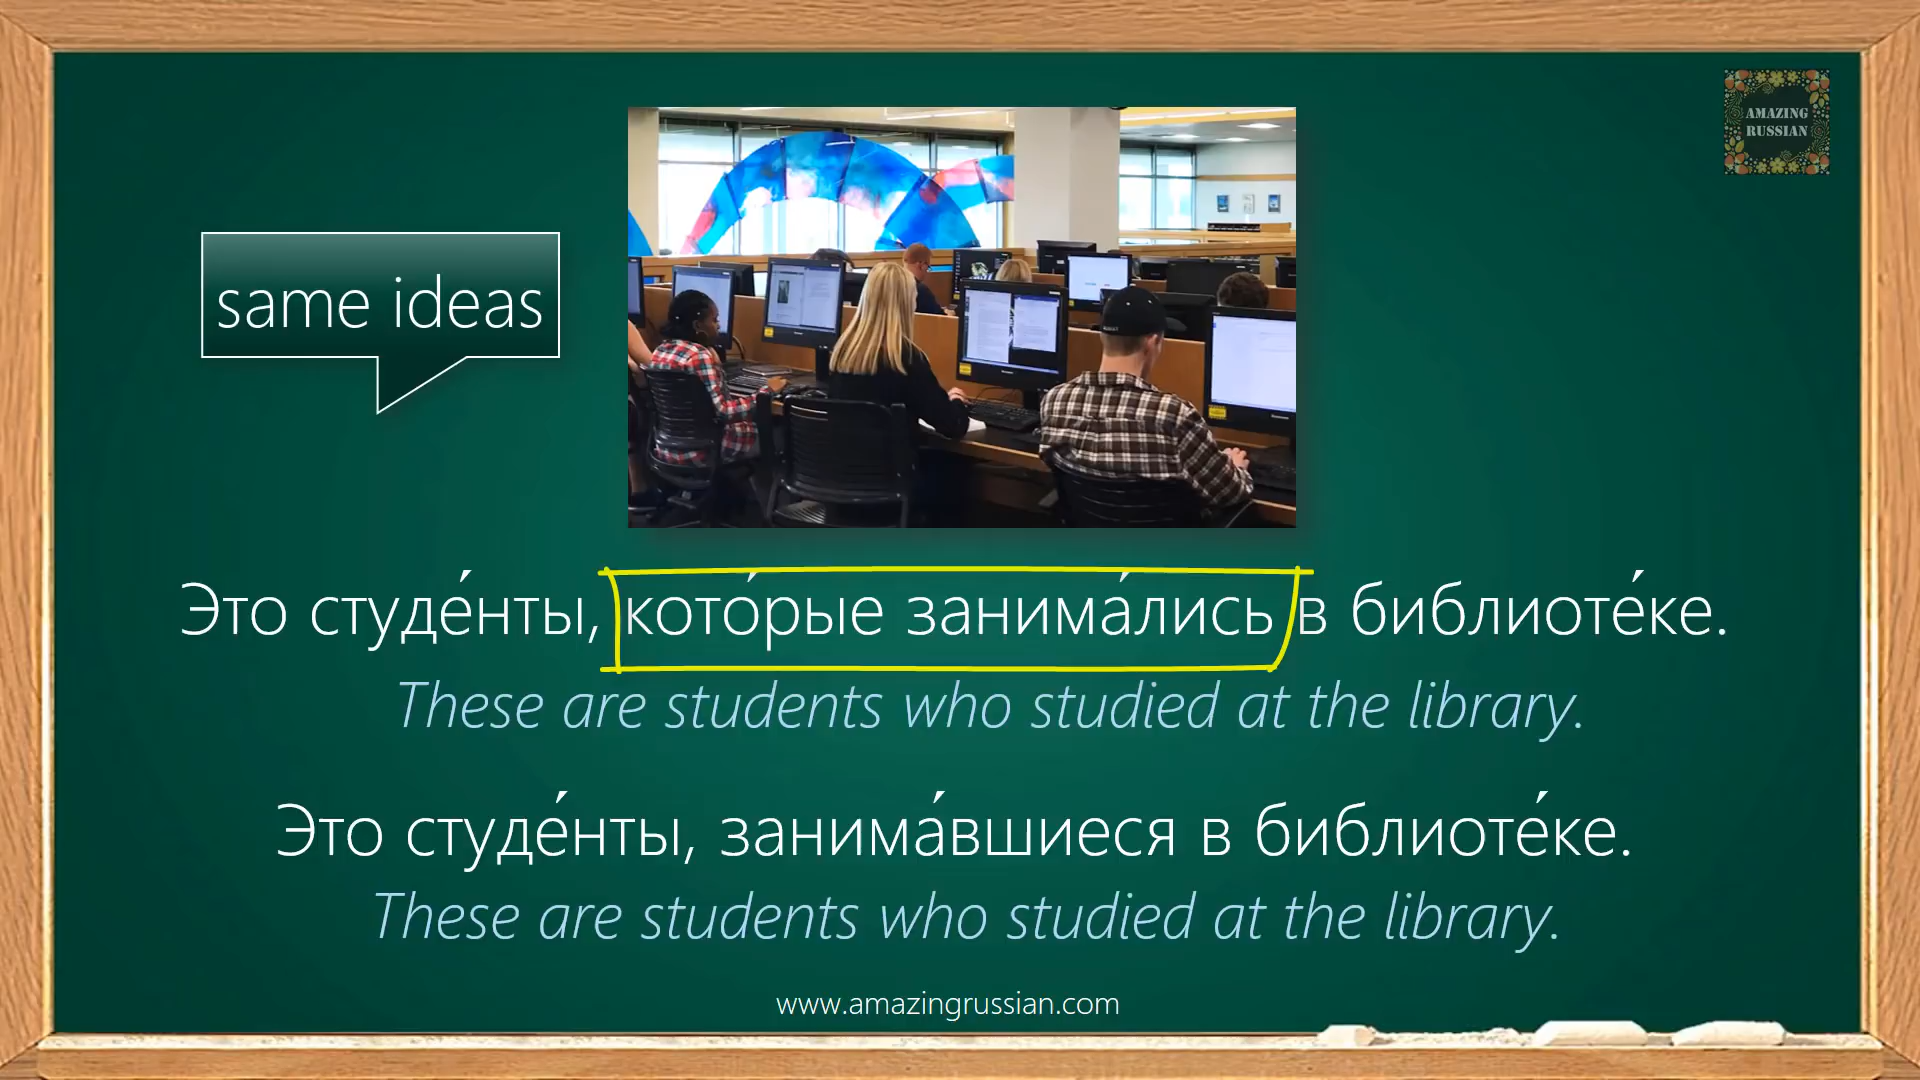 AMAZING
RUSSIAN
same ideas
Это студе́нты, кото́рые занима́лись в библиоте́ке.
These are students who studied at the library.
Это студе́нты, занима́вшиеся в библиоте́ке.
These are students who studied at the library.
www.amazingrussian.com